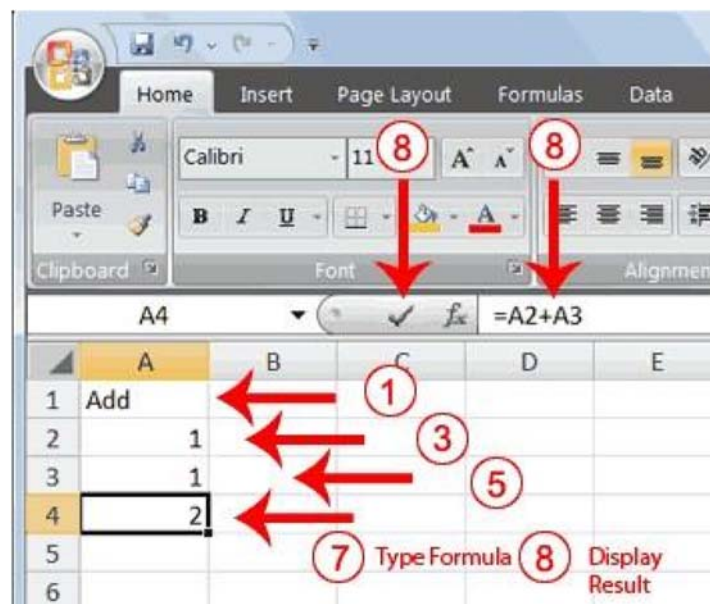 Home Insert Page Layout Formulas Data
Calibri 11 A A
8 8
Paste B I U A
Clipboard Font
A4 fx =A2+A3
A B C D E
1 Add 1
2 1 3
3 1 5
4 2
5 7 Type Formula 8 Display
Result
6